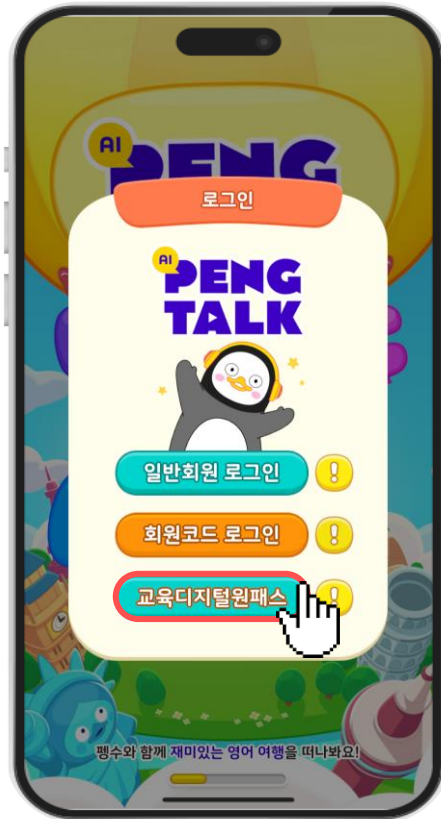 AI
PENG
로그인
AI
PENG
TALK
일반회원 로그인
!
회원코드 로그인
!
교육디지털원패스
!
펭수와 함께 재미있는 영어 여행을 떠나봐요!